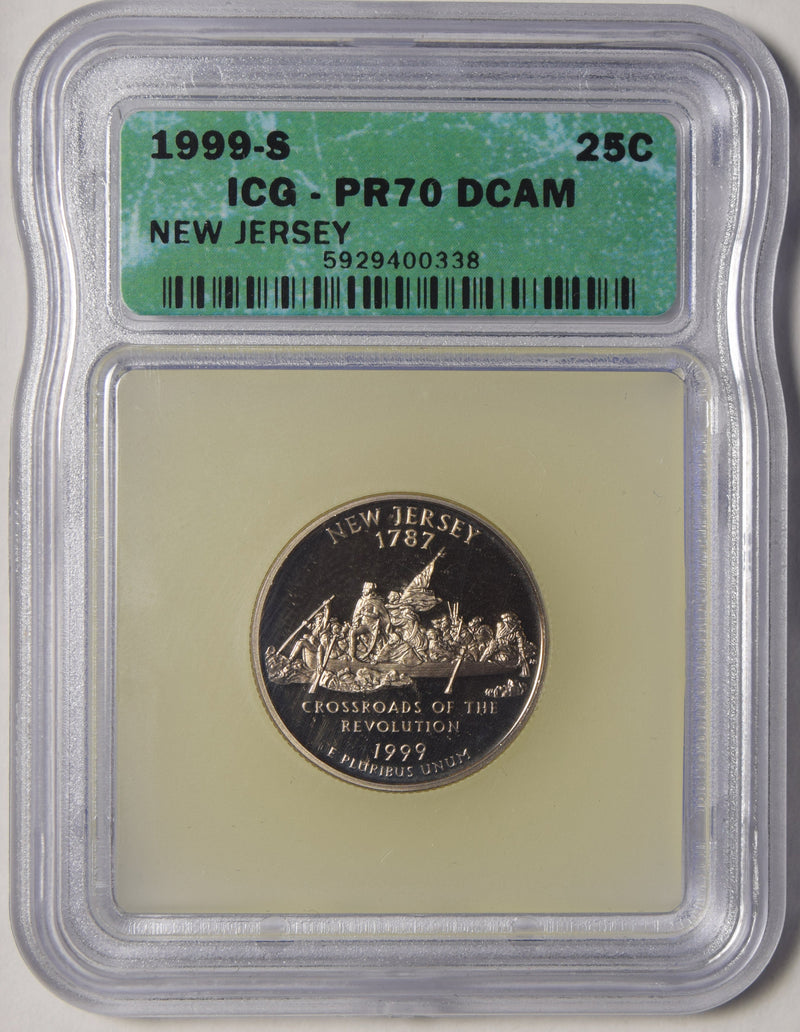 1999-S 25C
ICG - PR70 DCAM
NEW JERSEY
5929400338
NEW JERSEY
1787
CROSSROADS OF THE
REVOLUTION
1999
E PLURIBUS UNUM